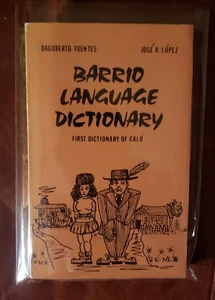 DAGOBERTO FUENTES JOSÉ A LÓPEZ
BARRIO
LANGUAGE
DICTIONARY
FIRST DICTIONARY OF CALÓ